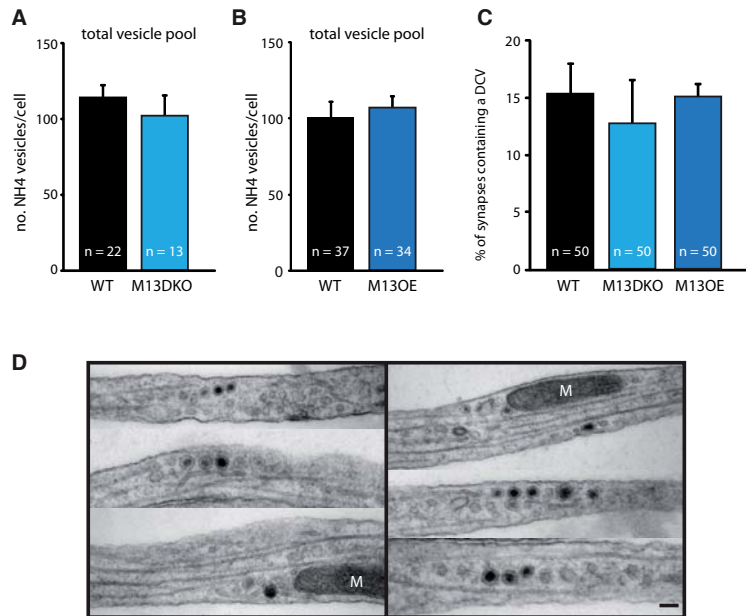 A
total vesicle pool
no. NH4 vesicles/cell
150
100
50
0
n = 22
n = 13
WT
M13DKO
B
total vesicle pool
no. NH4 vesicles/cell
150
100
50
0
n = 37
n = 34
WT
M13OE
C
% of synapses containing a DCV
20
15
10
5
0
n = 50
n = 50
n = 50
WT
M13DKO
M13OE
D
M
M